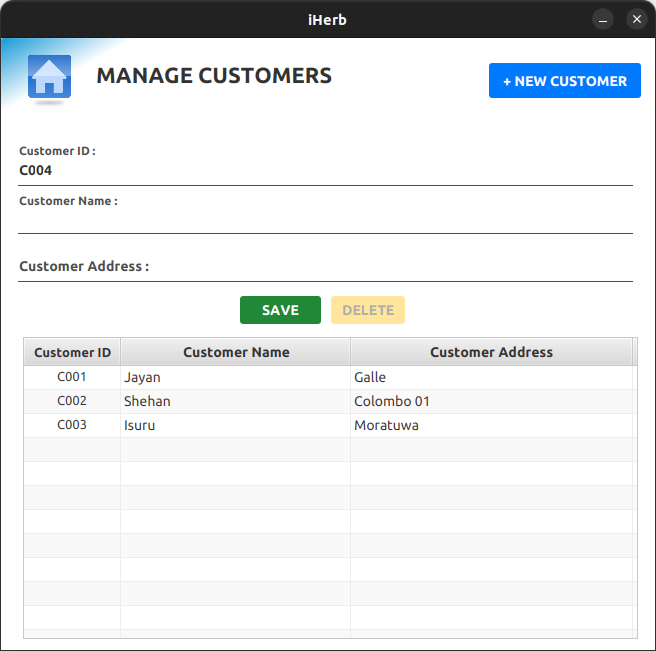 iHerb
MANAGE CUSTOMERS
+ NEW CUSTOMER
Customer ID :
C004
Customer Name :
Customer Address :
SAVE DELETE
Customer ID Customer Name Customer Address
C001 Jayan Galle
C002 Shehan Colombo 01
C003 Isuru Moratuwa